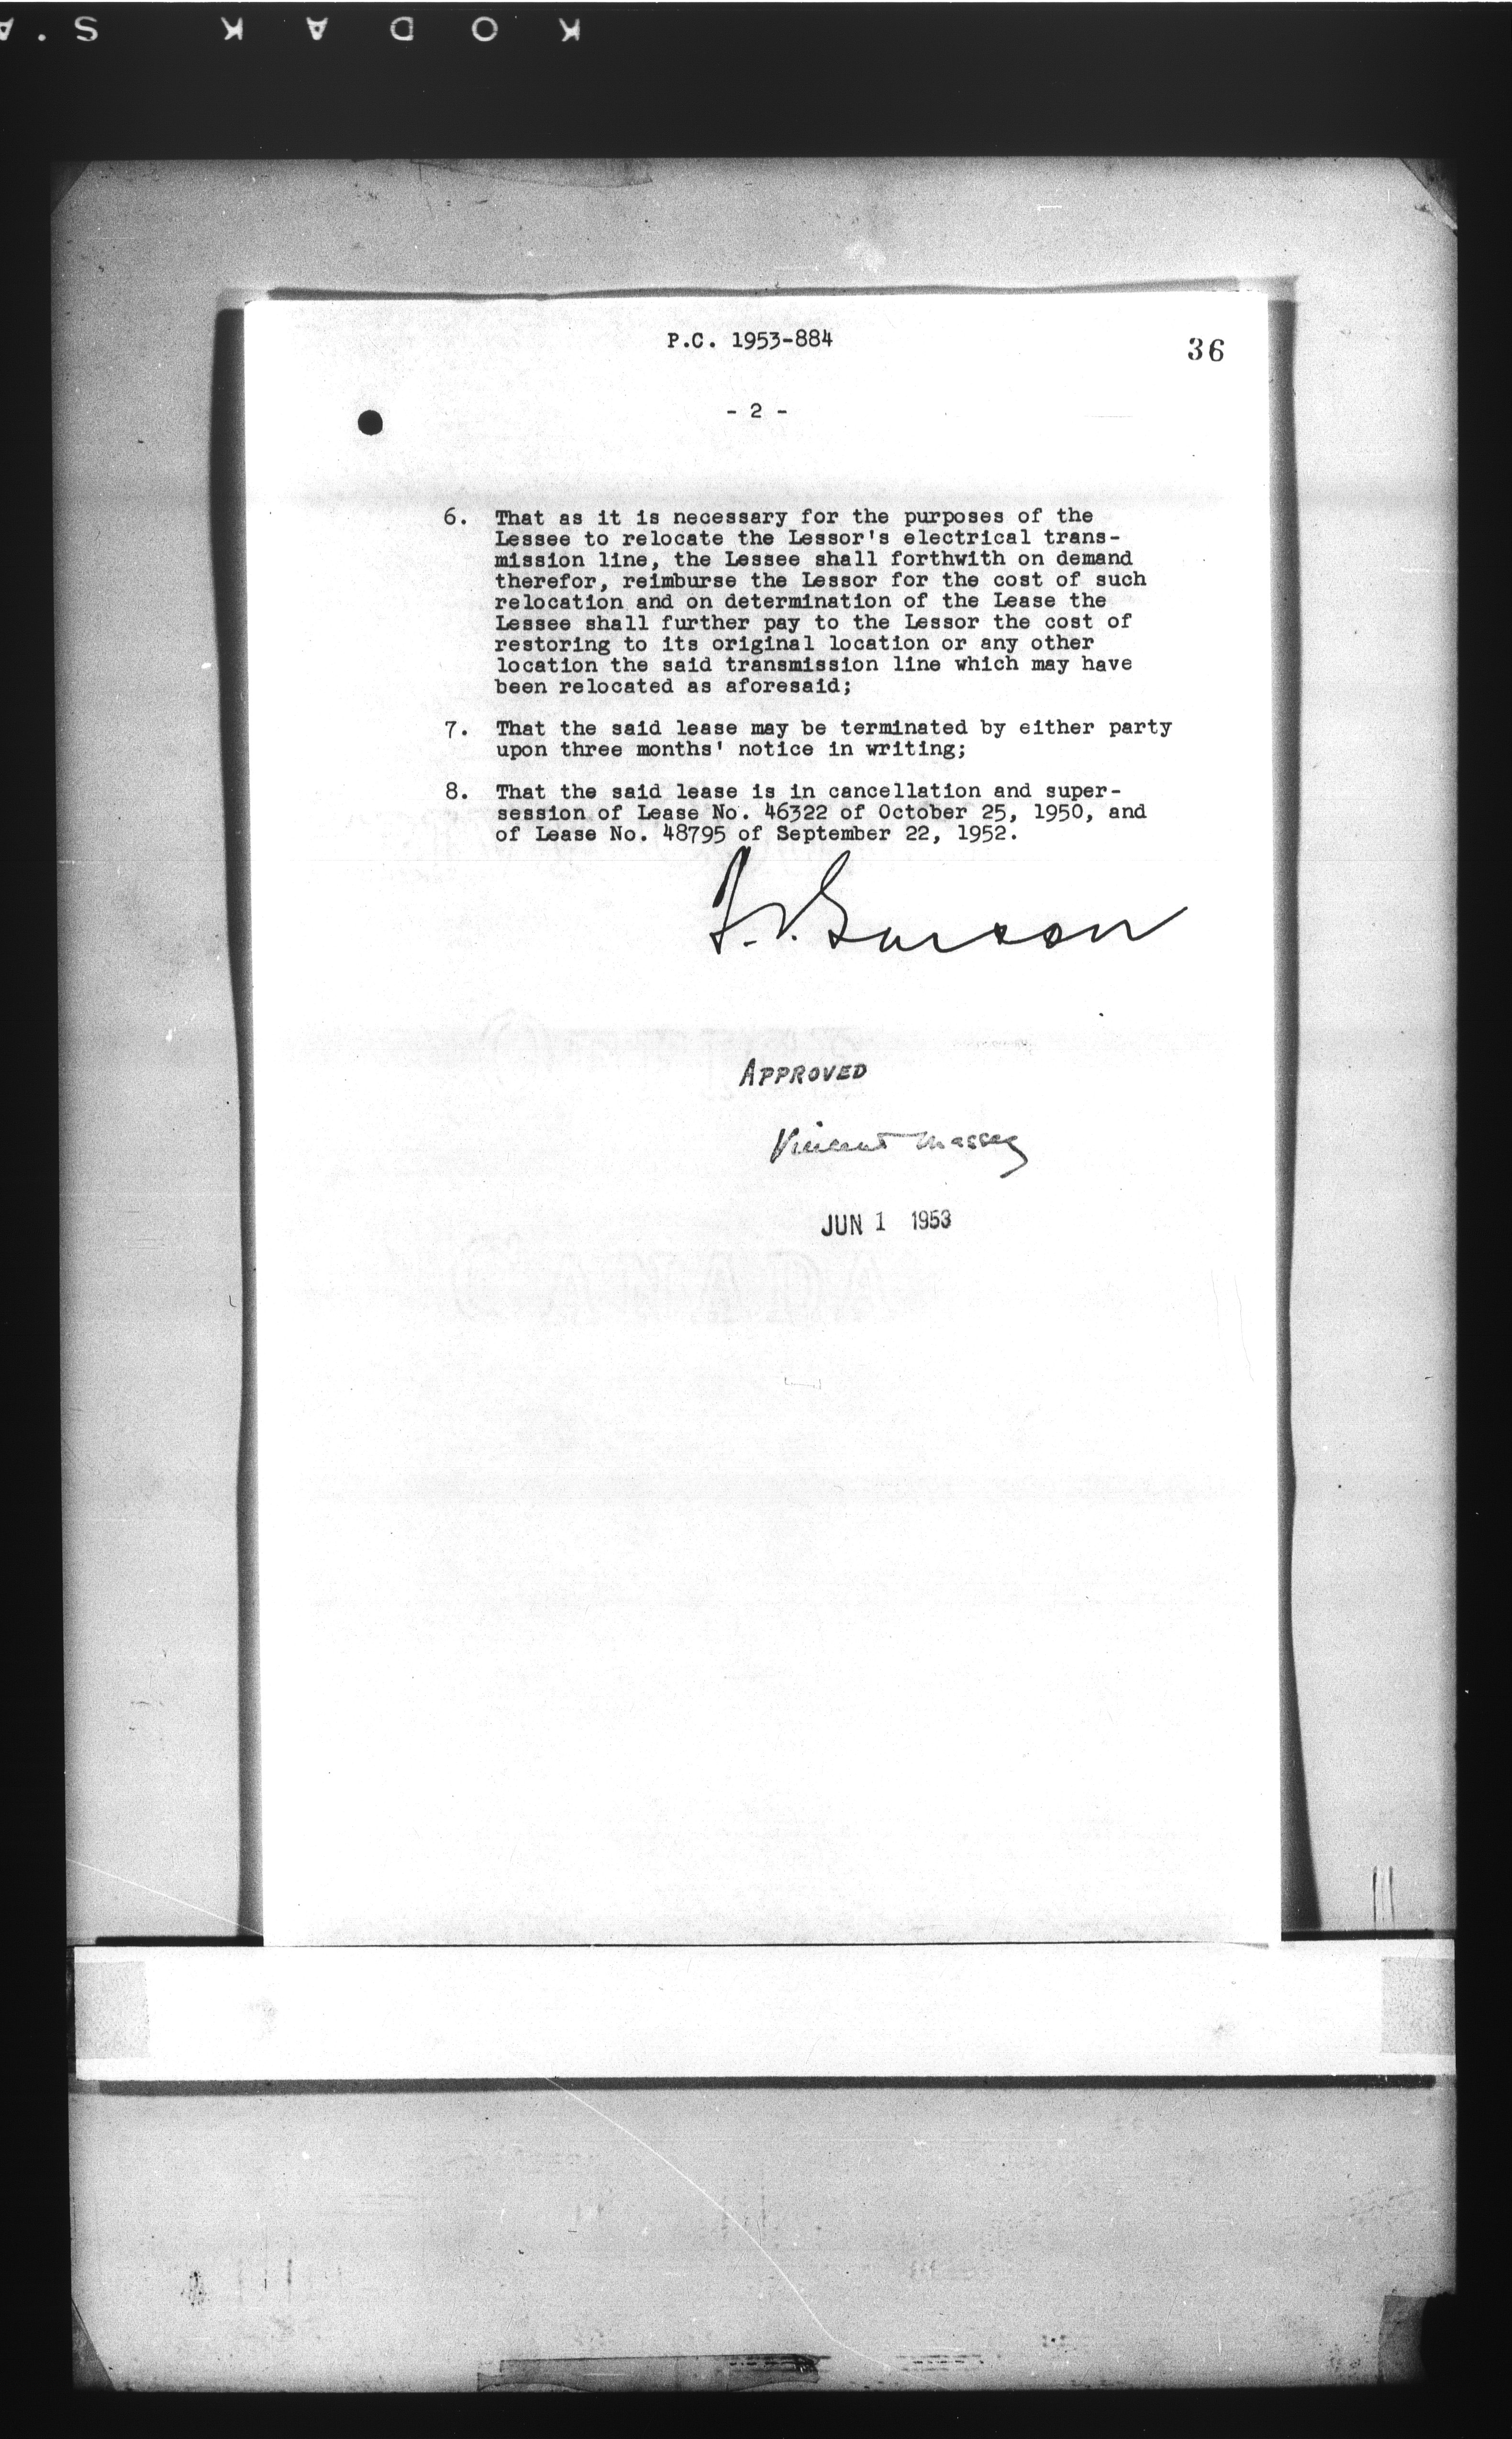 KODAK S.A
P.C. 1953-884
36
- 2 -
6. That as it is necessary for the purposes of the
Lessee to relocate the Lessor's electrical trans-
mission line, the Lessee shall forthwith on demand
therefor, reimburse the Lessor for the cost of such
relocation and on determination of the Lease the
Lessee shall further pay to the Lessor the cost of
restoring to its original location or any other
location the said transmission line which may have
been relocated as aforesaid;
7. That the said lease may be terminated by either party
upon three months' notice in writing;
8. That the said lease is in cancellation and super-
session of Lease No. 46322 of October 25, 1950, and
of Lease No. 48795 of September 22, 1952.
APPROVED
Vincent Massey
JUN 1 1953